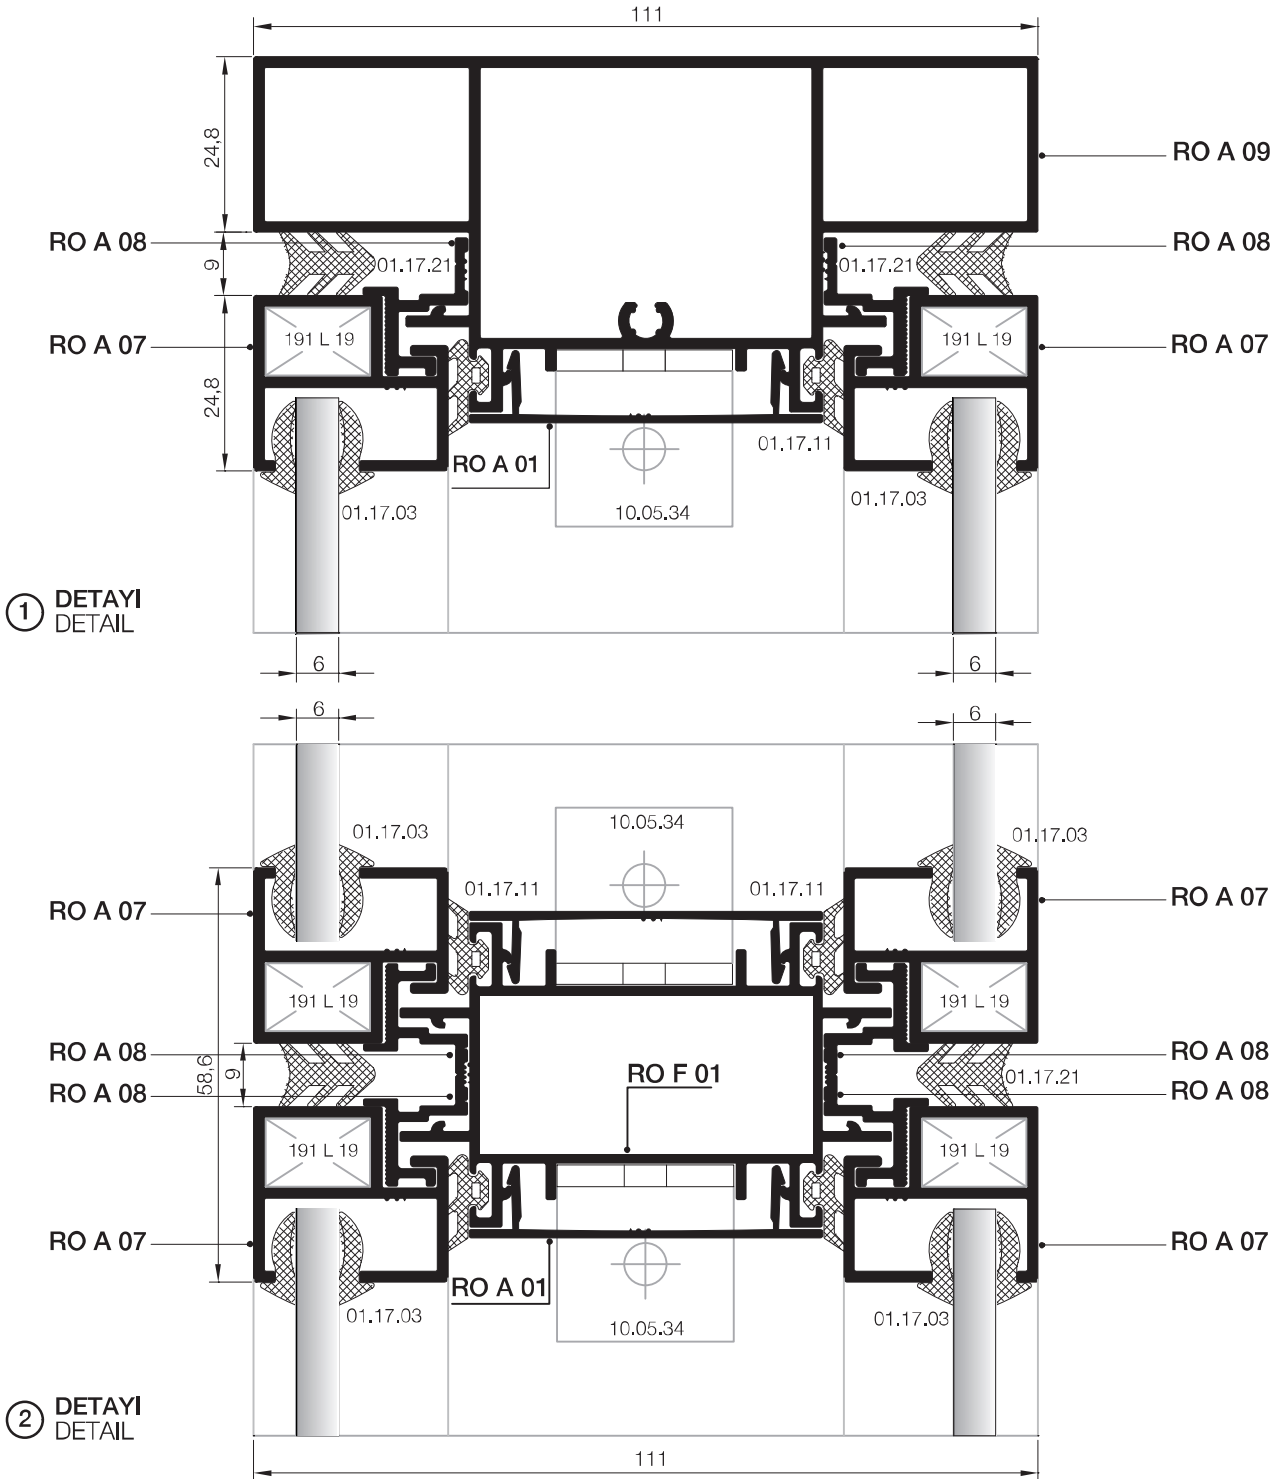 111
24,8
RO A 09
RO A 08
RO A 08
9
01.17.21
01.17.21
RO A 07
191 L 19
191 L 19
RO A 07
24,8
01.17.11
RO A 01
01.17.03
10.05.34
01.17.03
1 DETAYI
DETAIL
6
6
6
6
10.05.34
01.17.03
01.17.03
01.17.11
01.17.11
RO A 07
RO A 07
191 L 19
191 L 19
RO A 08
RO A 08
58,6
9
RO F 01
01.17.21
RO A 08
RO A 08
191 L 19
191 L 19
RO A 07
RO A 07
RO A 01
01.17.03
10.05.34
01.17.03
2 DETAYI
DETAIL
111